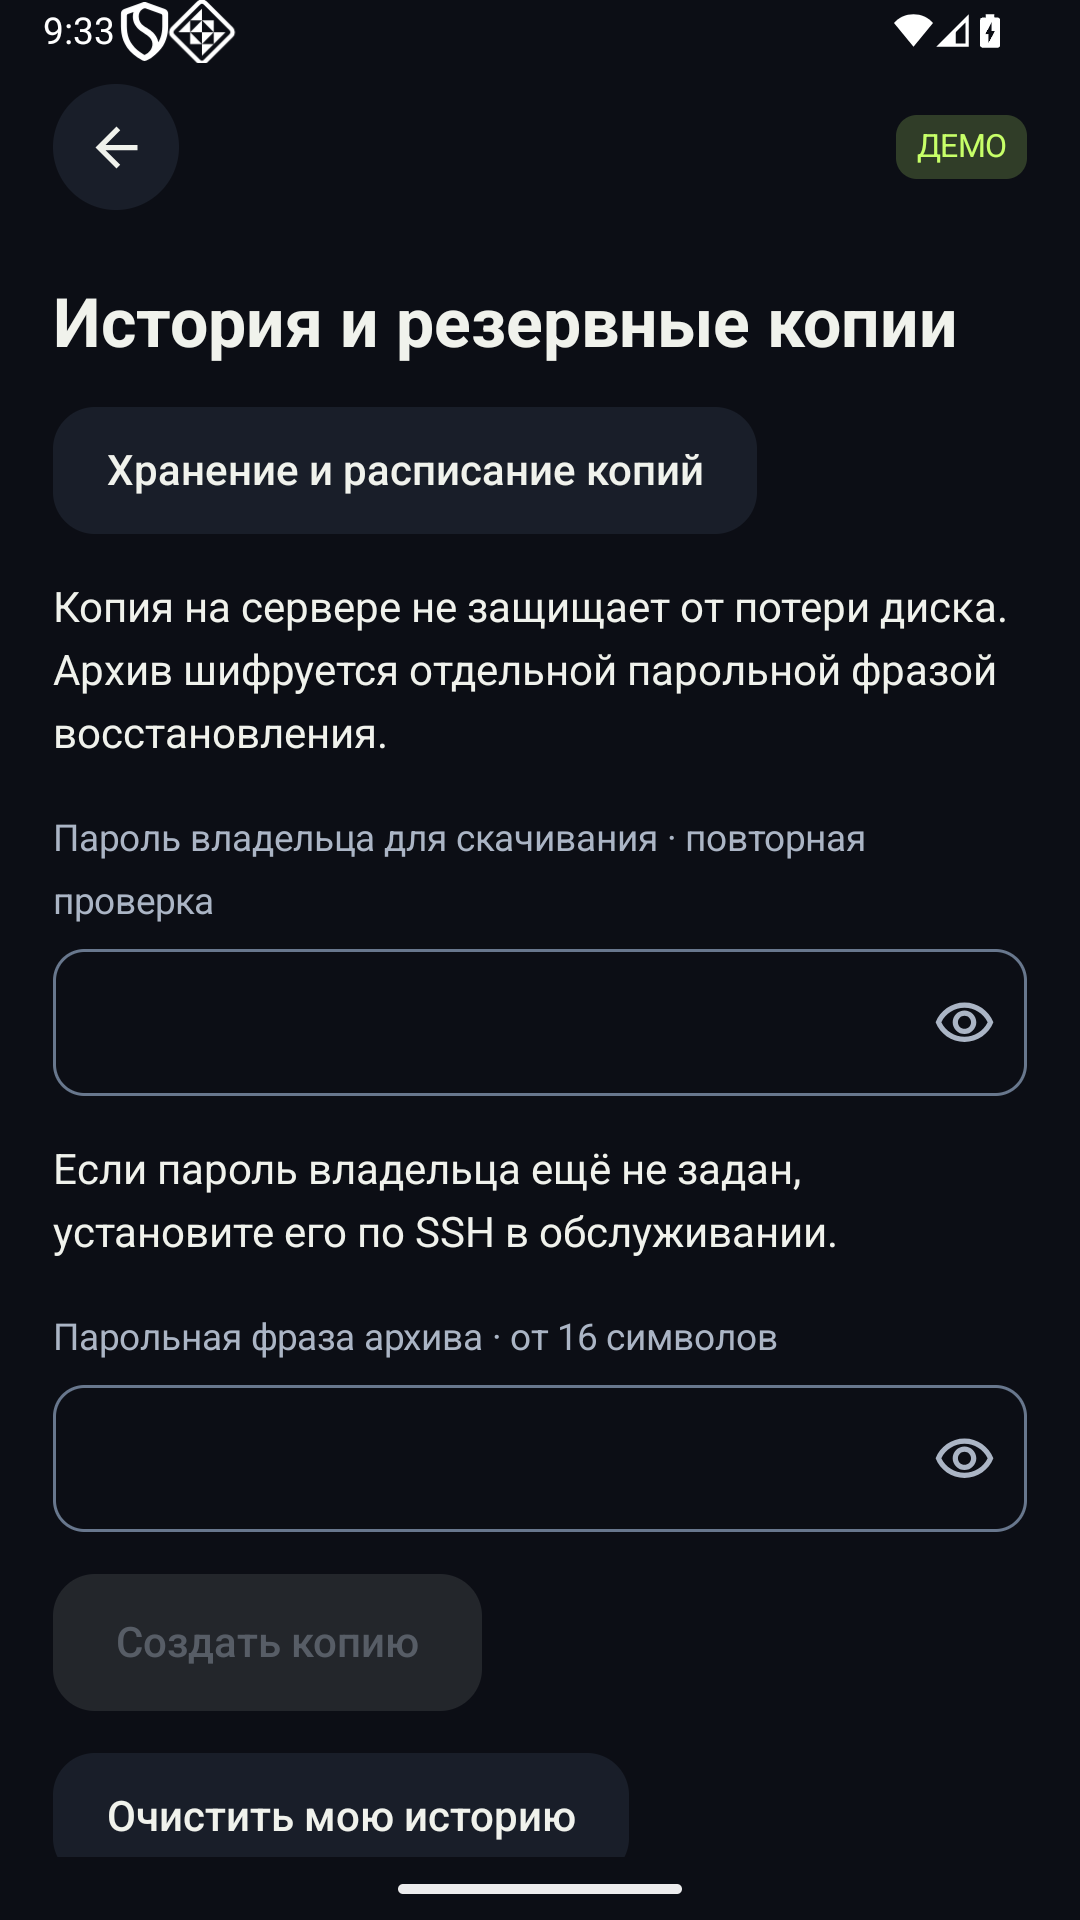 9:33
ДЕМО
История и резервные копии
Хранение и расписание копий
Копия на сервере не защищает от потери диска.
Архив шифруется отдельной парольной фразой
восстановления.
Пароль владельца для скачивания · повторная
проверка
Если пароль владельца ещё не задан,
установите его по SSH в обслуживании.
Парольная фраза архива · от 16 символов
Создать копию
Очистить мою историю